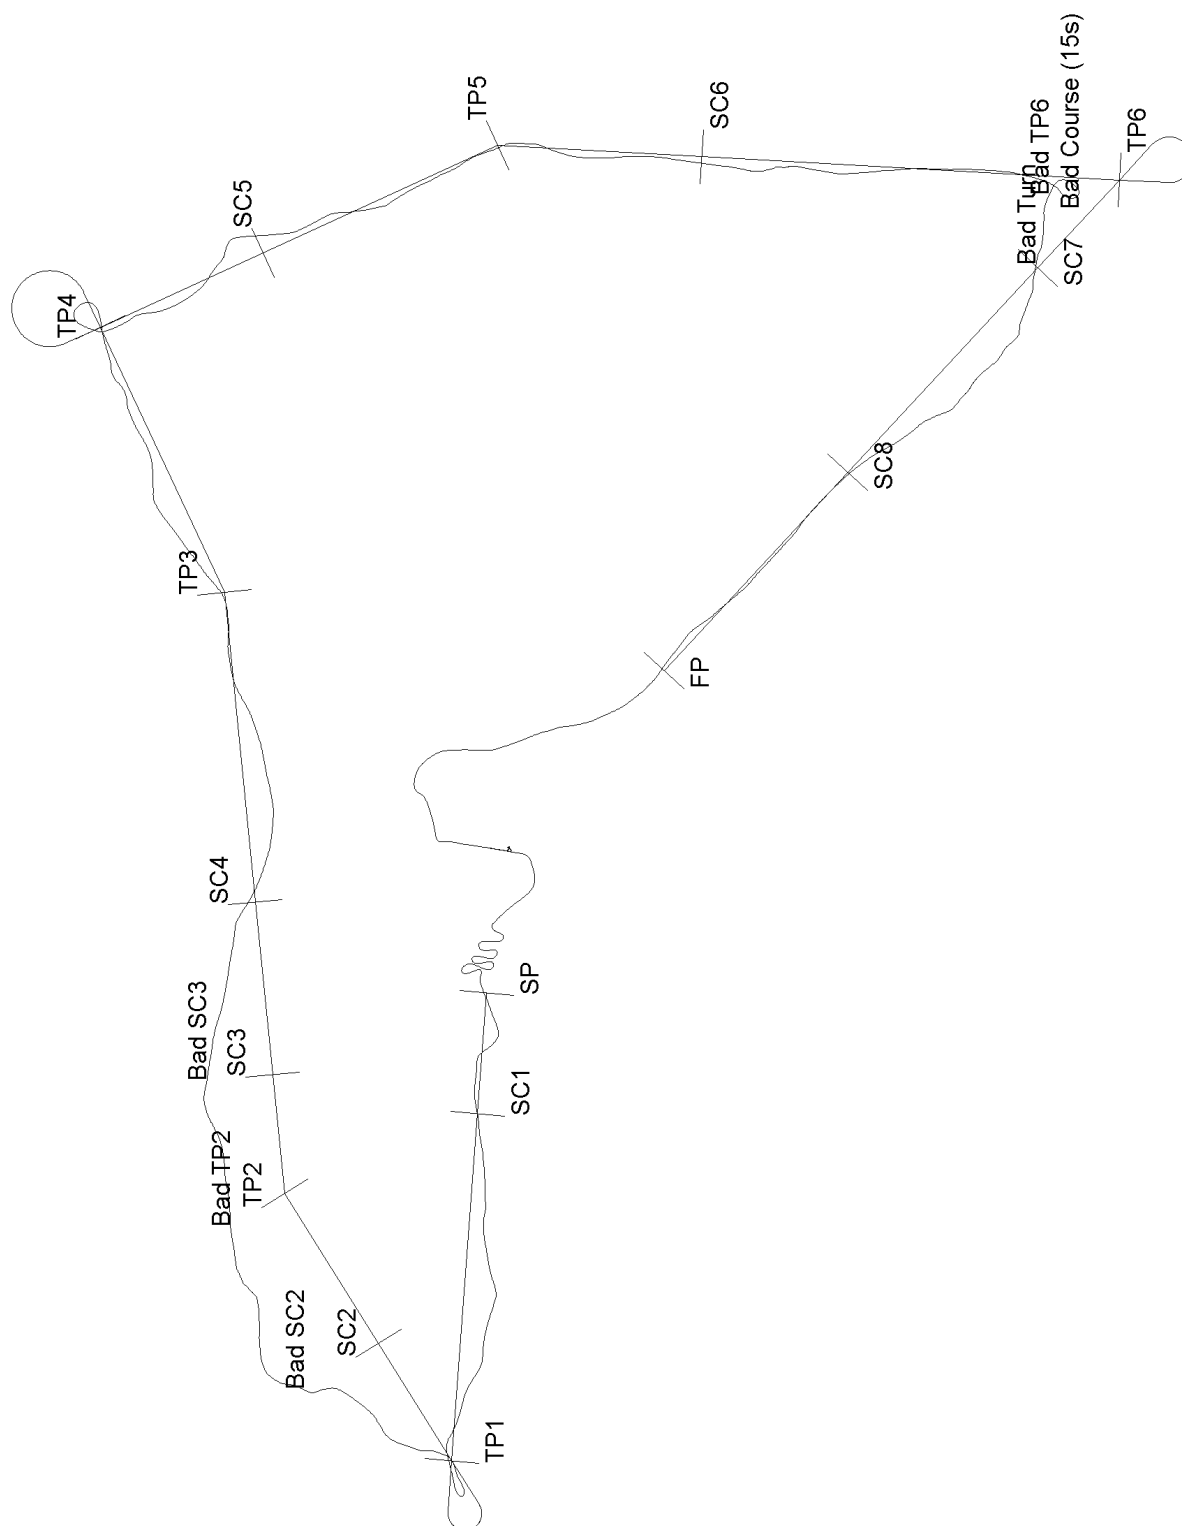 TP5
SC6
Bad Course (15s)
Bad TP6
TP6
Bad Turn
SC7
SC5
TP4
SC8
TP3
FP
SC4
SP
Bad SC3
SC3
SC1
Bad TP2
TP2
SC2
Bad SC2
TP1